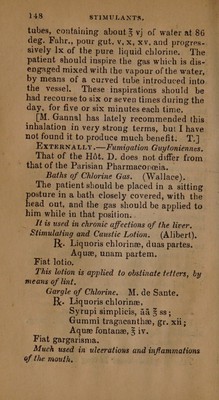 148 STIMULANTS.
tubes, containing about ℥ vj of water at 86
deg. Fahr., pour gut. v, x, xv, and progres-
sively lx of the pure liquid chlorine. The
patient should inspire the gas which is dis-
engaged mixed with the vapour of the water,
by means of a curved tube introduced into
the vessel. These inspirations should be
had recourse to six or seven times during the
day, for five or six minutes each time.
[M. Gannal has lately recommended this
inhalation in very strong terms, but I have
not found it to produce much benefit. T.]
EXTERNALLY.—Fumigation Guytoniennes.
That of the Hôt. D. does not differ from
that of the Parisian Pharmacopœia.
Baths of Chlorine Gas. (Wallace).
The patient should be placed in a sitting
posture in a bath closely covered, with the
head out, and the gas should be applied to
him while in that position.
It is used in chronic affections of the liver.
Stimulating and Caustic Lotion. (Alibert).
℞. Liquoris chlorinæ, duas partes.
Aquæ, unam partem.
Fiat lotio.
This lotion is applied to obstinate tetters, by
means of lint.
Gargle of Chlorine. M. de Sante.
℞. Liquoris chlorinæ.
Syrupi simplicis, āā ℥ ss;
Gummi tragacanthæ, gr. xii;
Aquæ fontanæ, ℥ iv.
Fiat gargarisma.
Much used in ulcerations and inflammations
of the mouth.